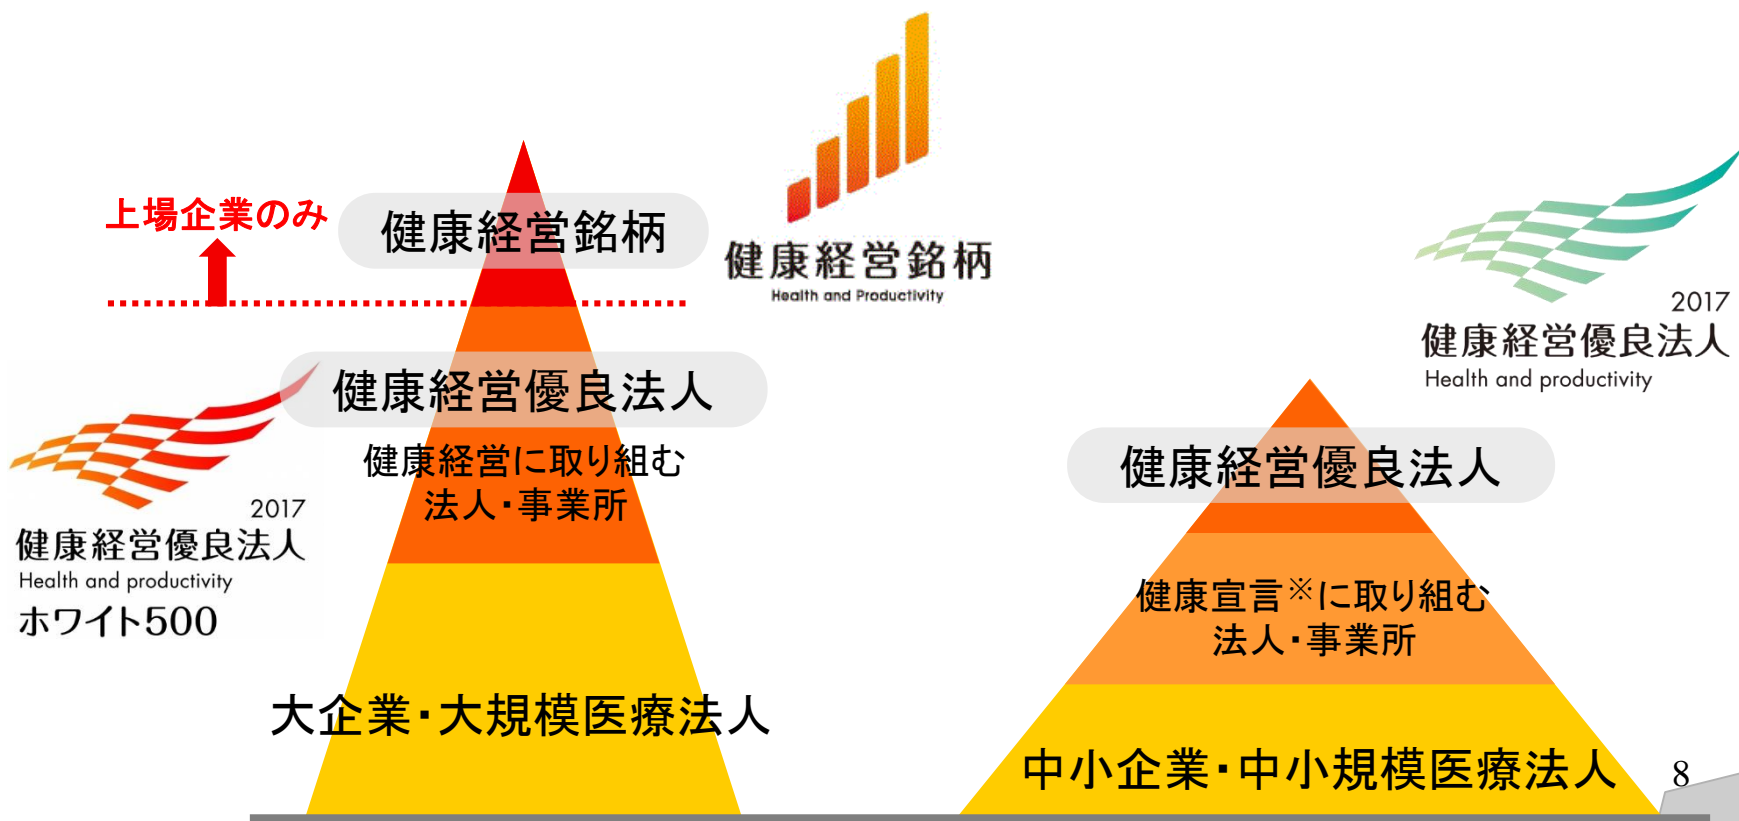 上場企業のみ
健康経営銘柄
健康経営銘柄
Health and Productivity
健康経営優良法人
健康経営に取り組む
法人・事業所
2017
健康経営優良法人
Health and productivity
ホワイト500
大企業・大規模医療法人
2017
健康経営優良法人
Health and productivity
健康経営優良法人
健康宣言※に取り組む
法人・事業所
中小企業・中小規模医療法人
8